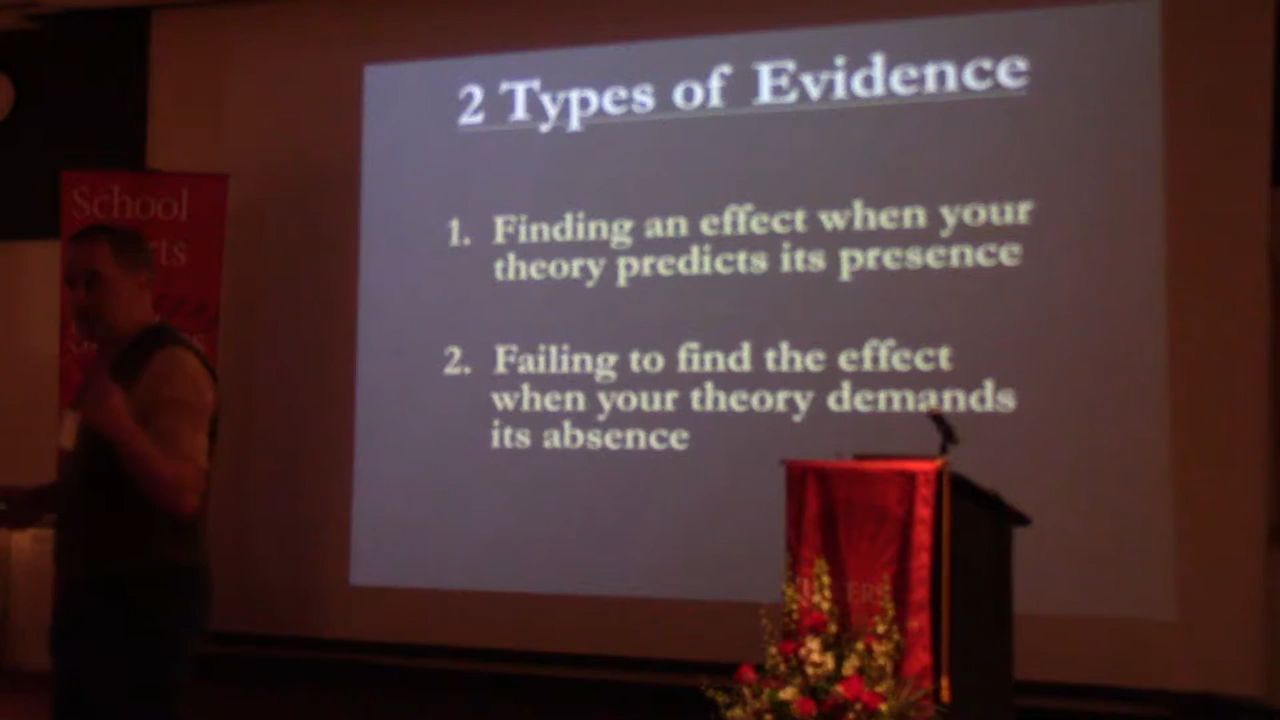 2 Types of Evidence
1. Finding an effect when your
theory predicts its presence
2. Failing to find the effect
when your theory demands
its absence
School